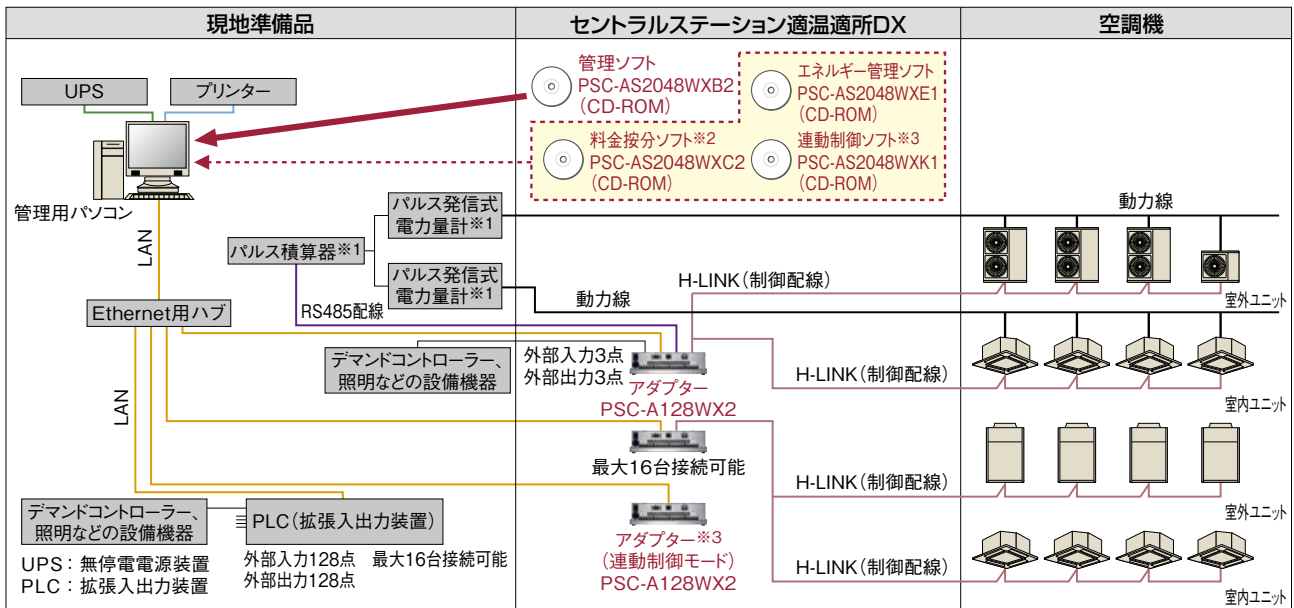 現地準備品
セントラルステーション適温適所DX
空調機
UPS
プリンター
管理用パソコン
管理ソフト
PSC-AS2048WXB2
(CD-ROM)
エネルギー管理ソフト
PSC-AS2048WXE1
(CD-ROM)
料金按分ソフト※2
PSC-AS2048WXC2
(CD-ROM)
連動制御ソフト※3
PSC-AS2048WXK1
(CD-ROM)
LAN
パルス発信式
電力量計※1
パルス積算器※1
パルス発信式
電力量計※1
動力線
H-LINK(制御配線)
室外ユニット
動力線
RS485配線
Ethernet用ハブ
デマンドコントローラー、
照明などの設備機器
外部入力3点
外部出力3点
アダプター
PSC-A128WX2
H-LINK(制御配線)
室内ユニット
LAN
最大16台接続可能
H-LINK(制御配線)
室外ユニット
デマンドコントローラー、
照明などの設備機器
PLC(拡張入出力装置)
外部入力128点 最大16台接続可能
外部出力128点
アダプター※3
(連動制御モード)
PSC-A128WX2
H-LINK(制御配線)
室内ユニット
UPS:無停電電源装置
PLC:拡張入出力装置